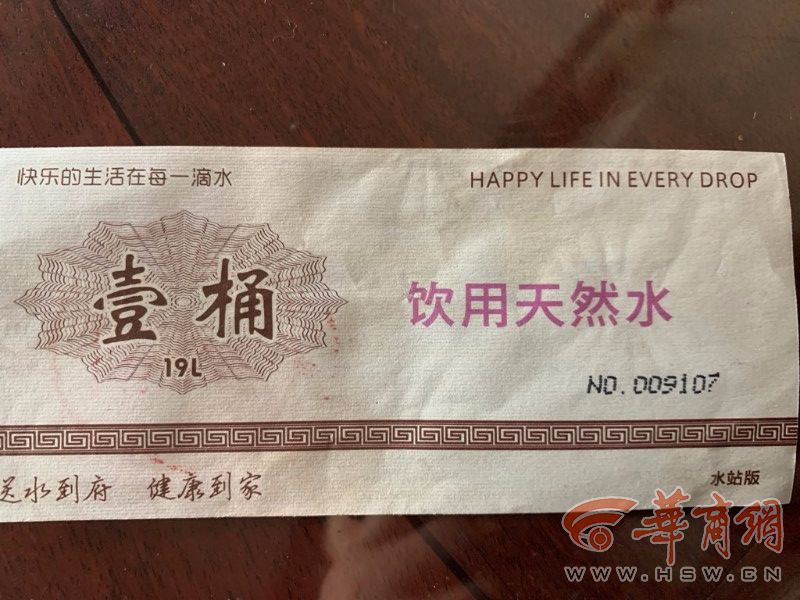 快乐的生活在每一滴水
HAPPY LIFE IN EVERY DROP
壹桶
19L
饮用天然水
NO.009107
送水到府 健康到家
水站版
華商網
WWW.HSW.CN